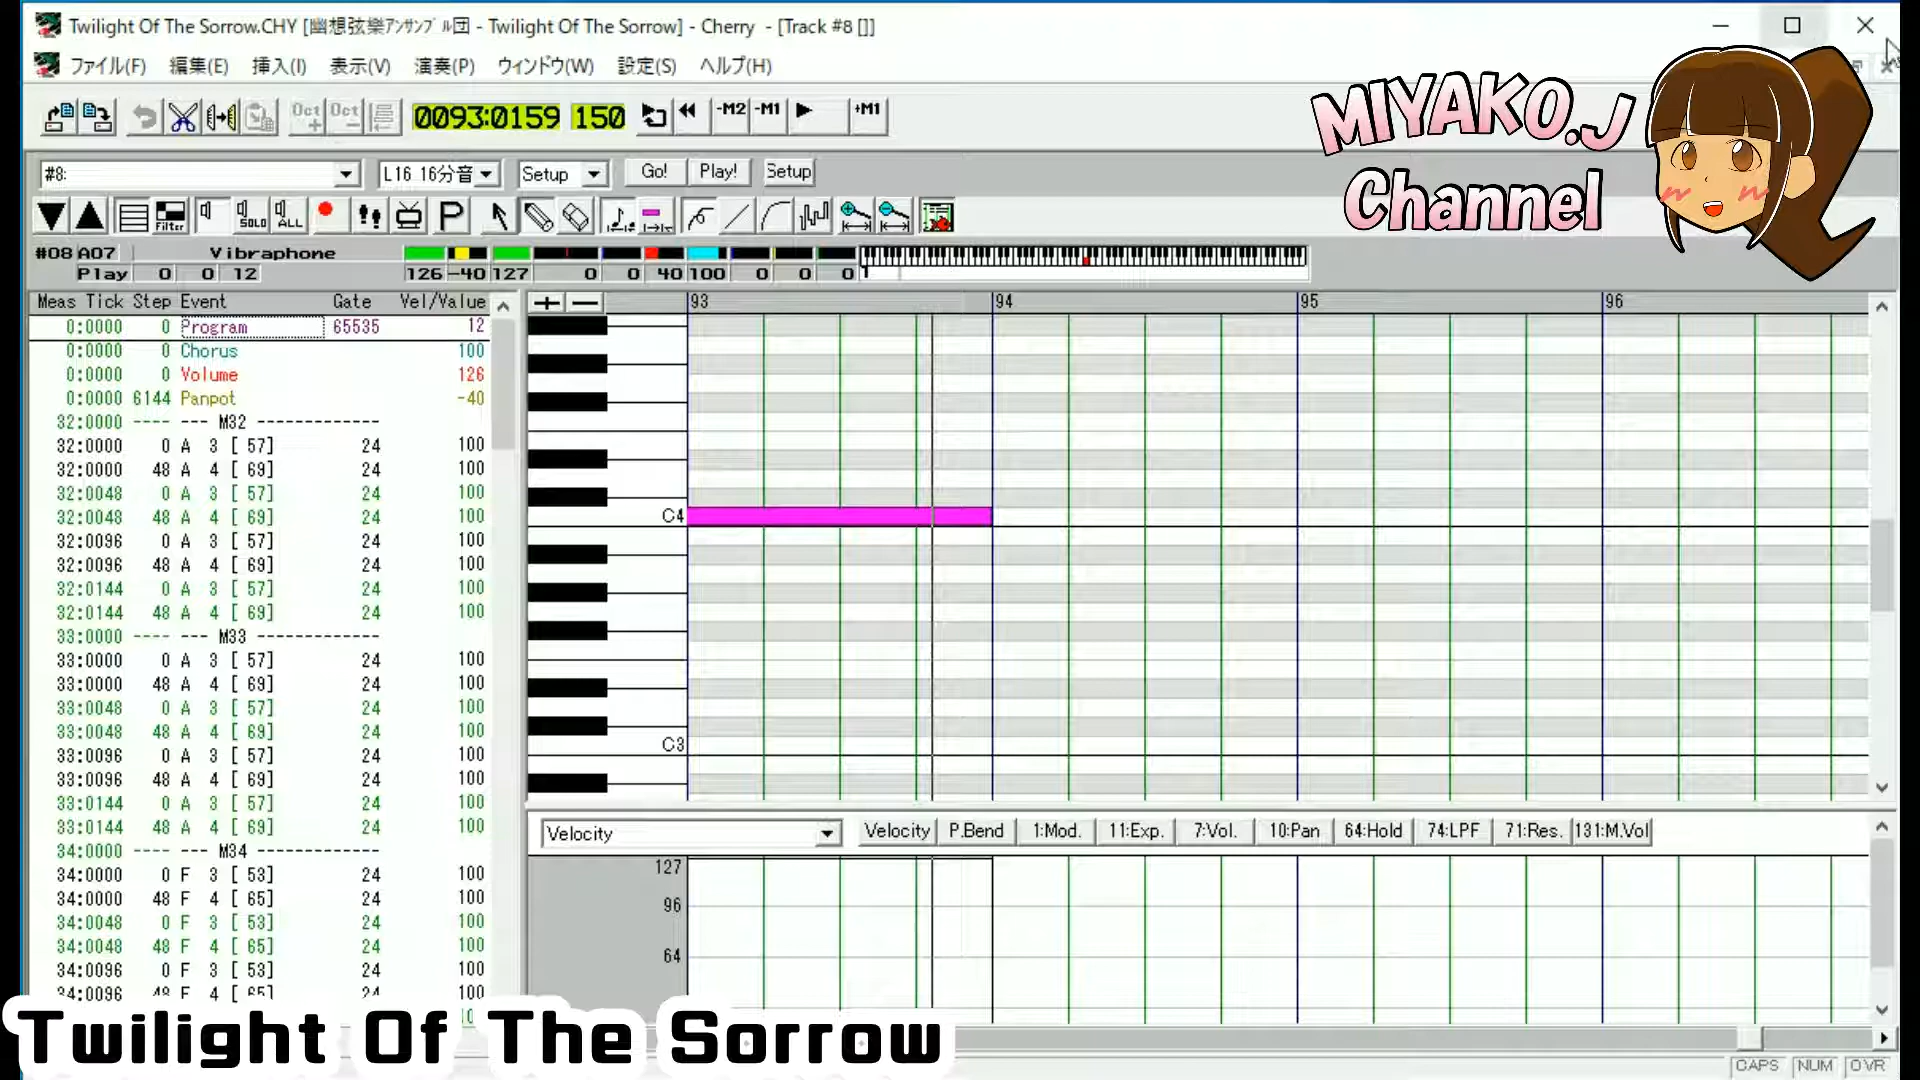 Twilight Of The Sorrow.CHY [幽想弦樂ｱﾝｻﾝﾌﾞﾙ団 - Twilight Of The Sorrow] - Cherry - [Track #8 []]
ファイル(F) 編集(E) 挿入(I) 表示(V) 演奏(P) ウィンドウ(W) 設定(S) ヘルプ(H)
MIYAKO.J
Channel
Oct + Oct - 0093:0159 150 -M2 -M1 +M1
#8: L16 16分音 Setup Go! Play! Setup
Filter SOLO ALL P
#08 A07 Vibraphone
Play 0 0 12 126 -40 127 0 0 40 100 0 0 0 1
Meas Tick Step Event Gate Vel/Value
0:0000 0 Program 65535 12
0:0000 0 Chorus 100
0:0000 0 Volume 126
0:0000 6144 Panpot -40
32:0000 ---- --- M32 -------------
32:0000 0 A 3 [ 57] 24 100
32:0000 48 A 4 [ 69] 24 100
32:0048 0 A 3 [ 57] 24 100
32:0048 48 A 4 [ 69] 24 100
32:0096 0 A 3 [ 57] 24 100
32:0096 48 A 4 [ 69] 24 100
32:0144 0 A 3 [ 57] 24 100
32:0144 48 A 4 [ 69] 24 100
33:0000 ---- --- M33 -------------
33:0000 0 A 3 [ 57] 24 100
33:0000 48 A 4 [ 69] 24 100
33:0048 0 A 3 [ 57] 24 100
33:0048 48 A 4 [ 69] 24 100
33:0096 0 A 3 [ 57] 24 100
33:0096 48 A 4 [ 69] 24 100
33:0144 0 A 3 [ 57] 24 100
33:0144 48 A 4 [ 69] 24 100
34:0000 ---- --- M34 -------------
34:0000 0 F 3 [ 53] 24 100
34:0000 48 F 4 [ 65] 24 100
34:0048 0 F 3 [ 53] 24 100
34:0048 48 F 4 [ 65] 24 100
34:0096 0 F 3 [ 53] 24 100
34:0096 48 F 4 [ 65] 24 100
93 94 95 96
C4
C3
Velocity Velocity P.Bend 1:Mod. 11:Exp. 7:Vol. 10:Pan 64:Hold 74:LPF 71:Res. 131:M.Vol
127
96
64
Twilight Of The Sorrow
CAPS NUM OVR